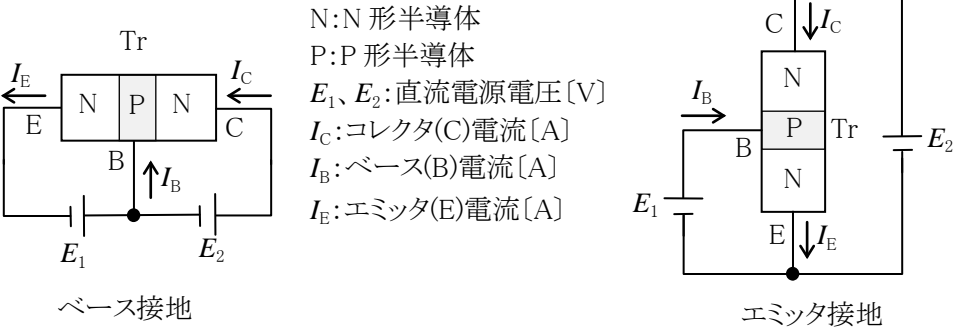 Tr
I_E
I_C
N P N
E
C
B
I_B
E_1
E_2
ベース接地
N:N 形半導体
P:P 形半導体
E_1、E_2:直流電源電圧〔V〕
I_C:コレクタ(C)電流〔A〕
I_B:ベース(B)電流〔A〕
I_E:エミッタ(E)電流〔A〕
C
I_C
N
I_B
P
Tr
B
E_2
N
E_1
E
I_E
エミッタ接地